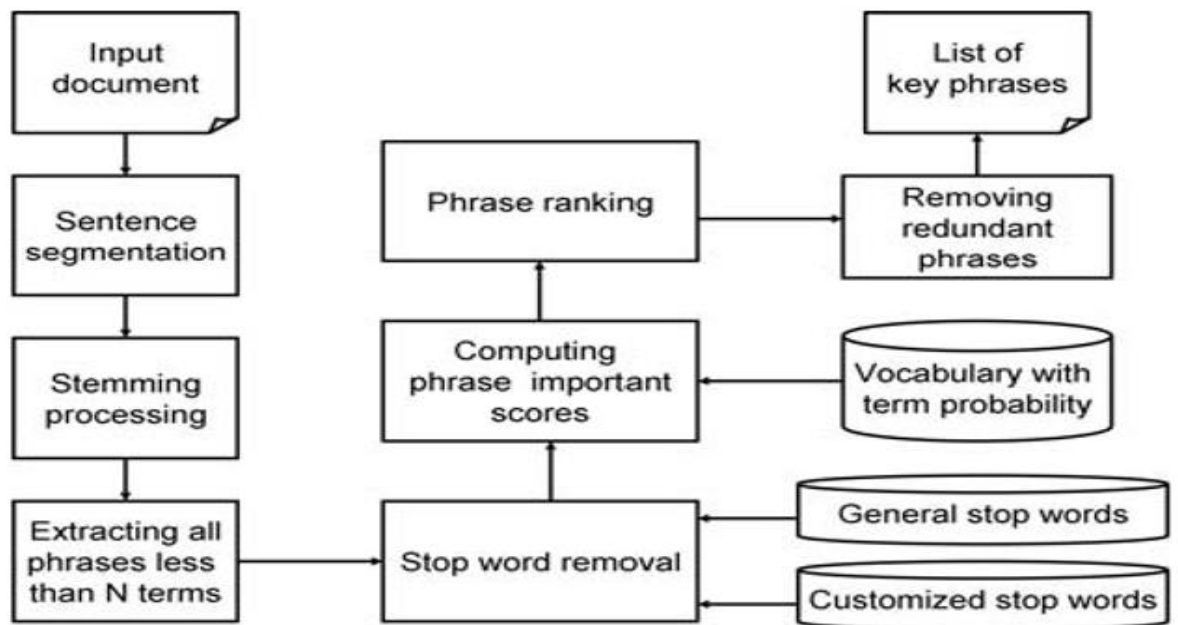 Input
document
Sentence
segmentation
Stemming
processing
Extracting all
phrases less
than N terms
Stop word removal
General stop words
Customized stop words
Computing
phrase important
scores
Vocabulary with
term probability
Phrase ranking
Removing
redundant
phrases
List of
key phrases